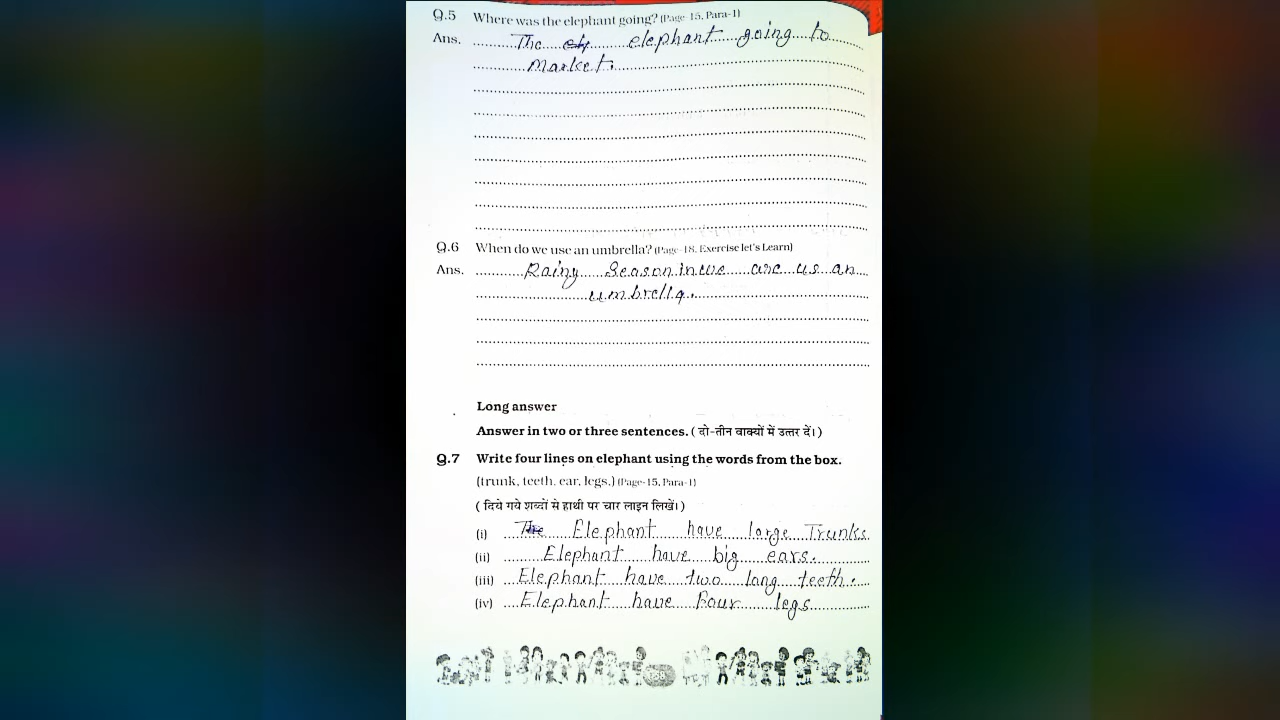 Q.5 Where was the elephant going? (Page-15, Para-1)
Ans. The elephant going to
Market.
Q.6 When do we use an umbrella? (Page-18, Exercise let's Learn)
Ans. Rainy Season in we are us an
umbrella.
Long answer
Answer in two or three sentences. ( दो-तीन वाक्यों में उत्तर दें। )
Q.7 Write four lines on elephant using the words from the box.
(trunk, teeth, ear, legs.) (Page-15, Para-1)
( दिये गये शब्दों से हाथी पर चार लाइन लिखें। )
(i) The Elephant have large Trunks
(ii) Elephant have big ears.
(iii) Elephant have two long teeth.
(iv) Elephant have Four legs